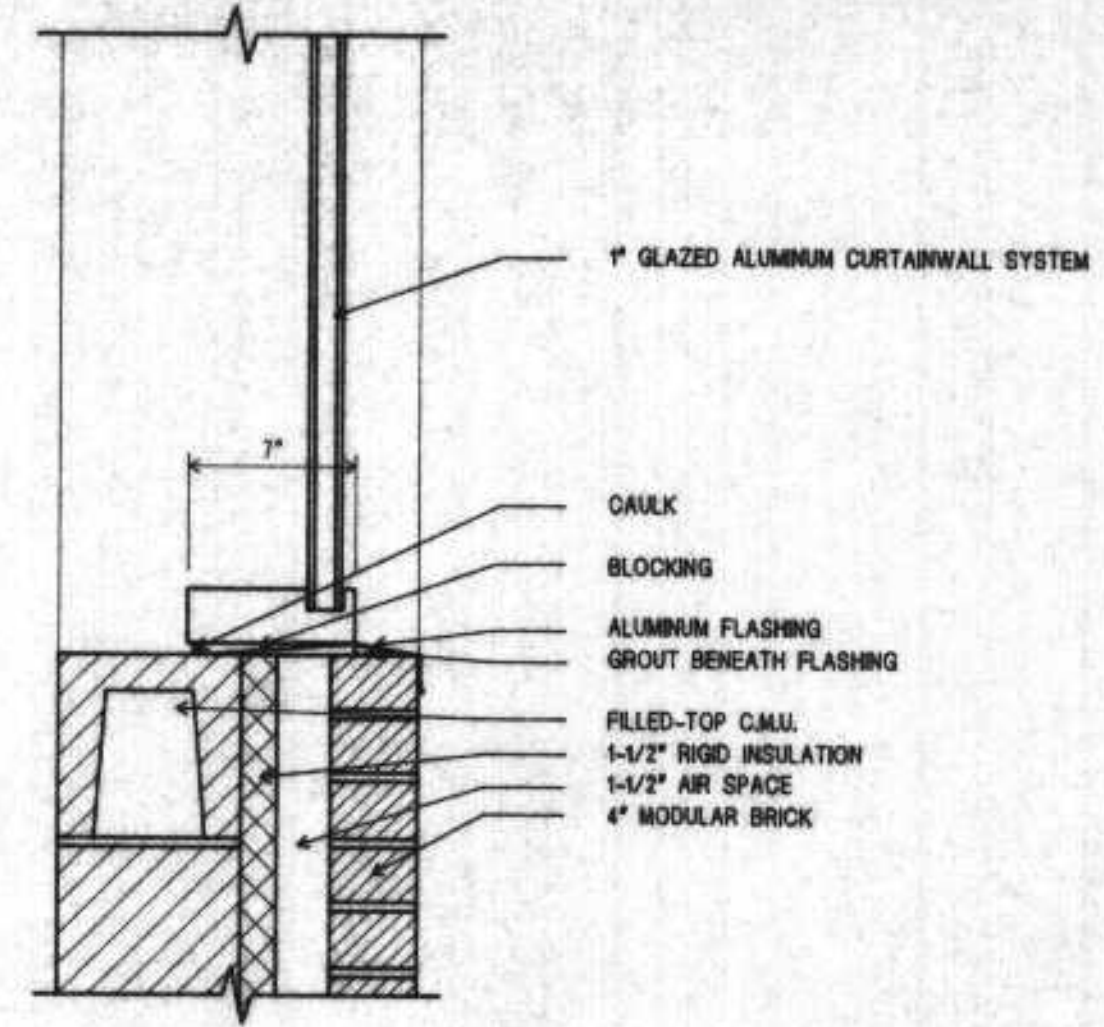 1" GLAZED ALUMINUM CURTAINWALL SYSTEM
7"
CAULK
BLOCKING
ALUMINUM FLASHING
GROUT BENEATH FLASHING
FILLED-TOP C.M.U.
1-1/2" RIGID INSULATION
1-1/2" AIR SPACE
4" MODULAR BRICK